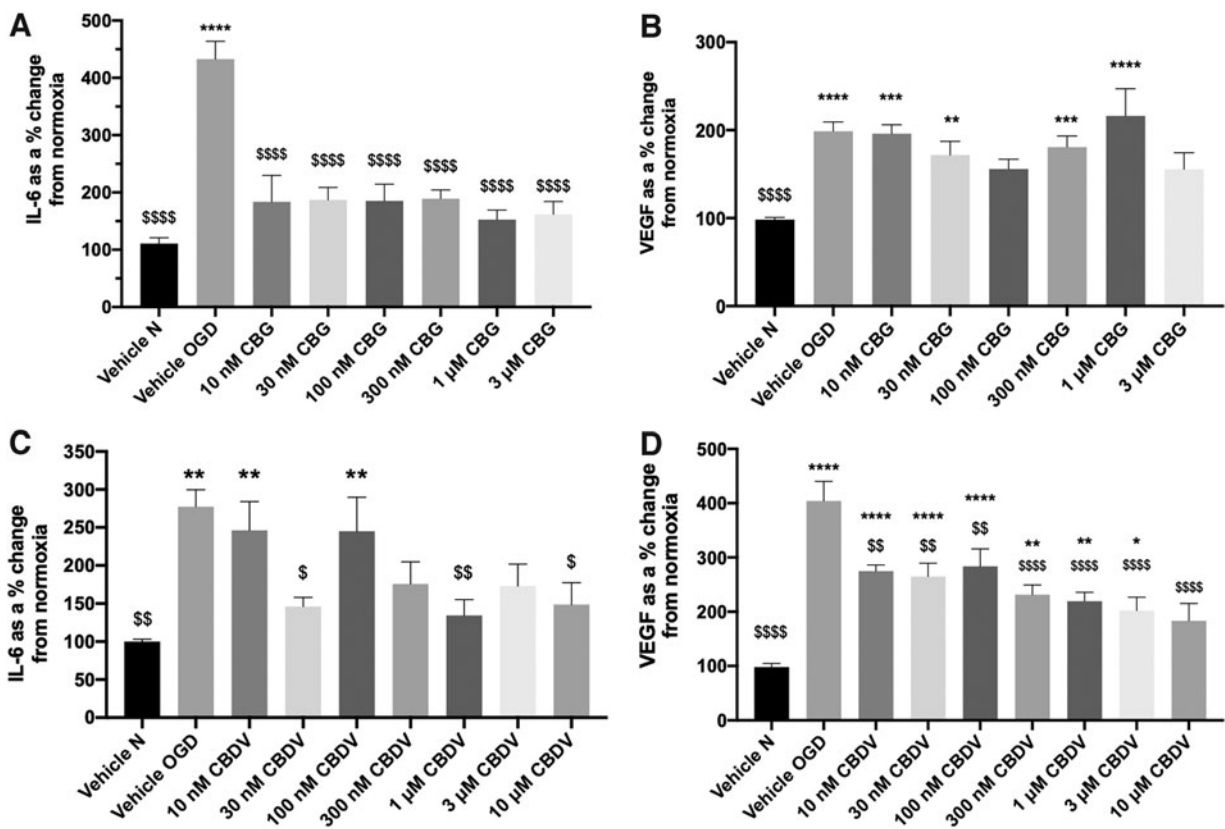 A
IL-6 as a % change
from normoxia
500
400
300
200
100
0
$$$$
****
$$$$
$$$$
$$$$
$$$$
$$$$
$$$$
Vehicle N
Vehicle OGD
10 nM CBG
30 nM CBG
100 nM CBG
300 nM CBG
1 µM CBG
3 µM CBG
B
VEGF as a % change
from normoxia
300
200
100
0
$$$$
****
***
**
***
****
Vehicle N
Vehicle OGD
10 nM CBG
30 nM CBG
100 nM CBG
300 nM CBG
1 µM CBG
3 µM CBG
C
IL-6 as a % change
from normoxia
350
300
250
200
150
100
50
0
$$
**
**
$
**
$$
$
Vehicle N
Vehicle OGD
10 nM CBDV
30 nM CBDV
100 nM CBDV
300 nM CBDV
1 µM CBDV
3 µM CBDV
10 µM CBDV
D
VEGF as a % change
from normoxia
500
400
300
200
100
0
$$$$
****
****
$$
****
$$
****
$$
**
$$$$
**
$$$$
*
$$$$
$$$$
Vehicle N
Vehicle OGD
10 nM CBDV
30 nM CBDV
100 nM CBDV
300 nM CBDV
1 µM CBDV
3 µM CBDV
10 µM CBDV